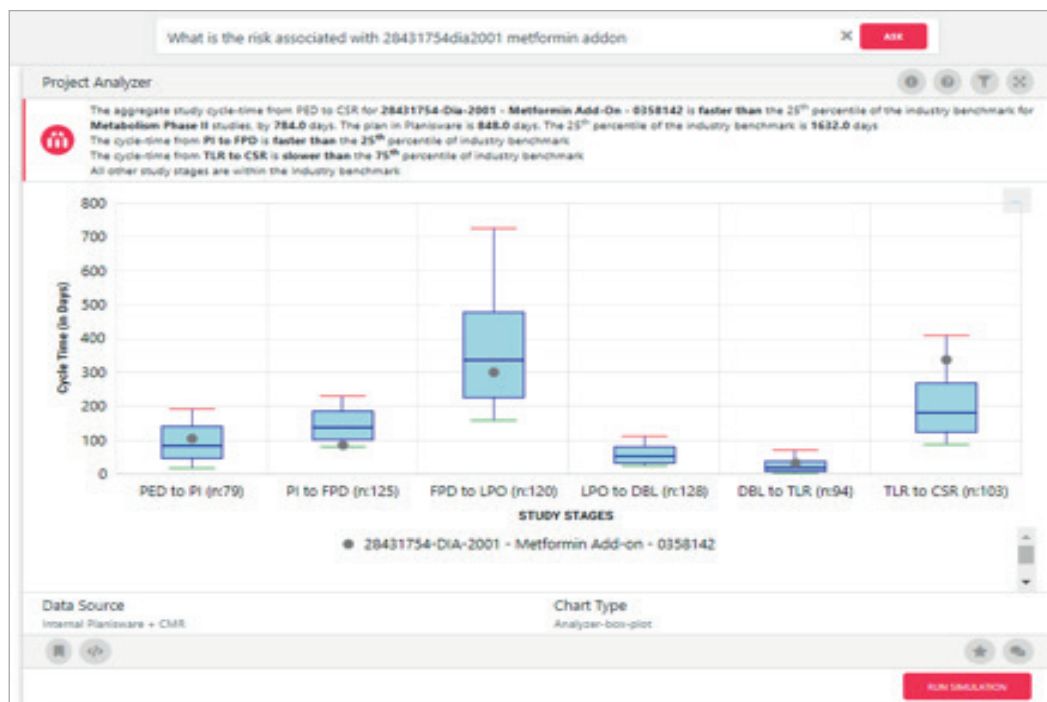 What is the risk associated with 28431754dia2001 metformin addon
ASK
Project Analyzer
The aggregate study cycle-time from PED to CSR for 28431754-Dia-2001 - Metformin Add-On - 0358142 is faster than the 25th percentile of the industry benchmark for
Metabolism Phase II studies, by 784.0 days. The plan in Planisware is 848.0 days. The 25th percentile of the industry benchmark is 1632.0 days
The cycle-time from PI to FPD is faster than the 25th percentile of industry benchmark
The cycle-time from TLR to CSR is slower than the 75th percentile of industry benchmark
All other study stages are within the industry benchmark
800
700
600
500
400
300
200
100
0
Cycle Time (in Days)
PED to PI (n:79) PI to FPD (n:125) FPD to LPO (n:120) LPO to DBL (n:128) DBL to TLR (n:94) TLR to CSR (n:103)
STUDY STAGES
28431754-DIA-2001 - Metformin Add-on - 0358142
Data Source Chart Type
Internal Planisware + CMR Analyzer-box-plot
RUN SIMULATION